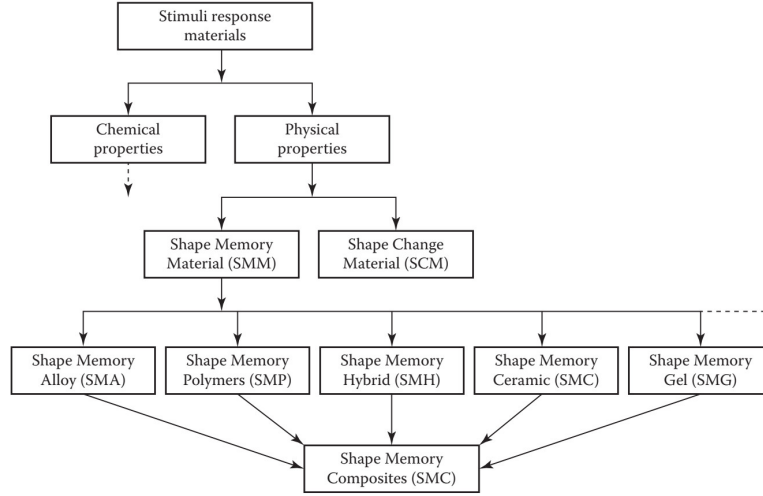 Stimuli response
materials
Chemical
properties
Physical
properties
Shape Memory
Material (SMM)
Shape Change
Material (SCM)
Shape Memory
Alloy (SMA)
Shape Memory
Polymers (SMP)
Shape Memory
Hybrid (SMH)
Shape Memory
Ceramic (SMC)
Shape Memory
Gel (SMG)
Shape Memory
Composites (SMC)